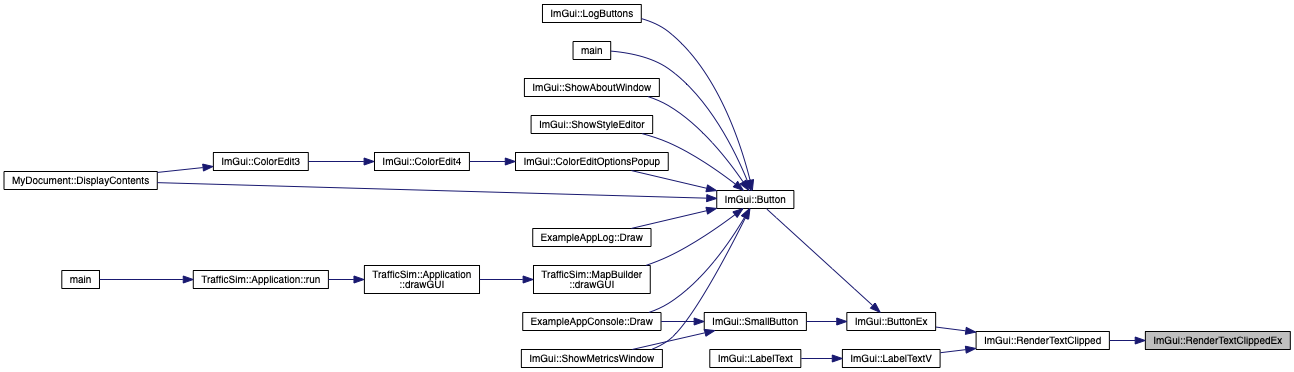 ImGui::LogButtons
main
ImGui::ShowAboutWindow
ImGui::ShowStyleEditor
ImGui::ColorEdit3
ImGui::ColorEdit4
ImGui::ColorEditOptionsPopup
MyDocument::DisplayContents
ImGui::Button
ExampleAppLog::Draw
main
TrafficSim::Application::run
TrafficSim::Application
::drawGUI
TrafficSim::MapBuilder
::drawGUI
ExampleAppConsole::Draw
ImGui::SmallButton
ImGui::ButtonEx
ImGui::RenderTextClipped
ImGui::RenderTextClippedEx
ImGui::ShowMetricsWindow
ImGui::LabelText
ImGui::LabelTextV